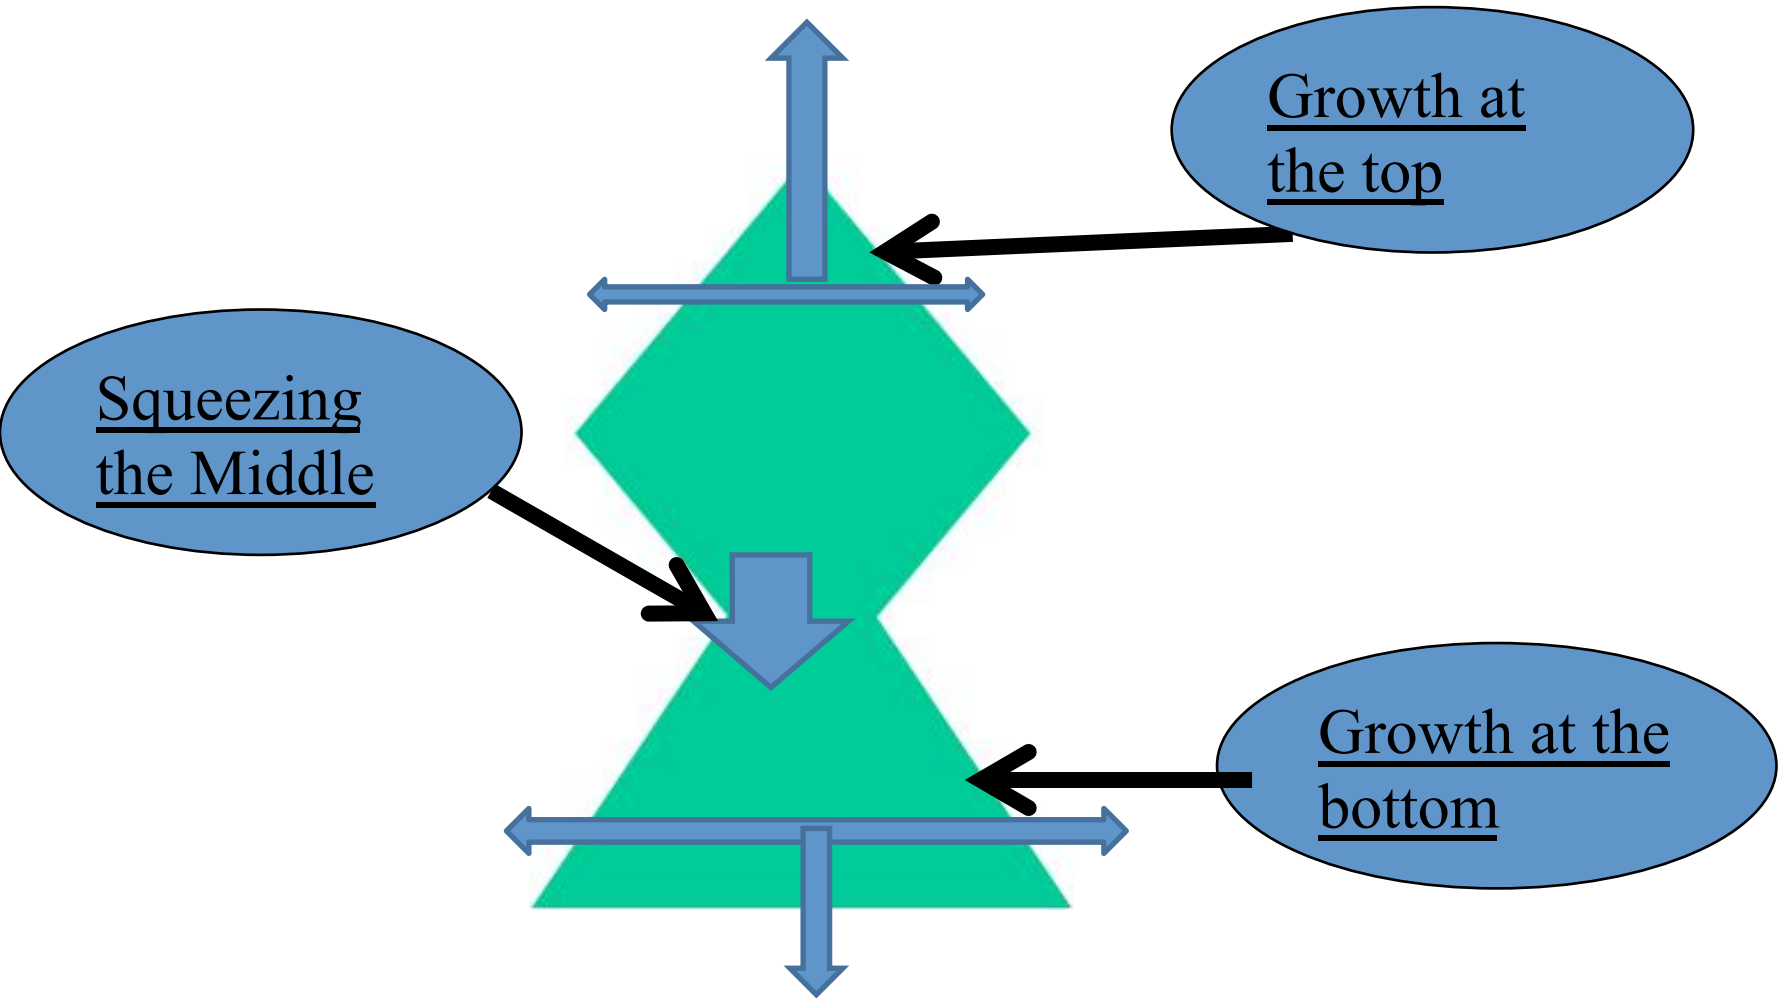 Growth at
the top
Squeezing
the Middle
Growth at the
bottom